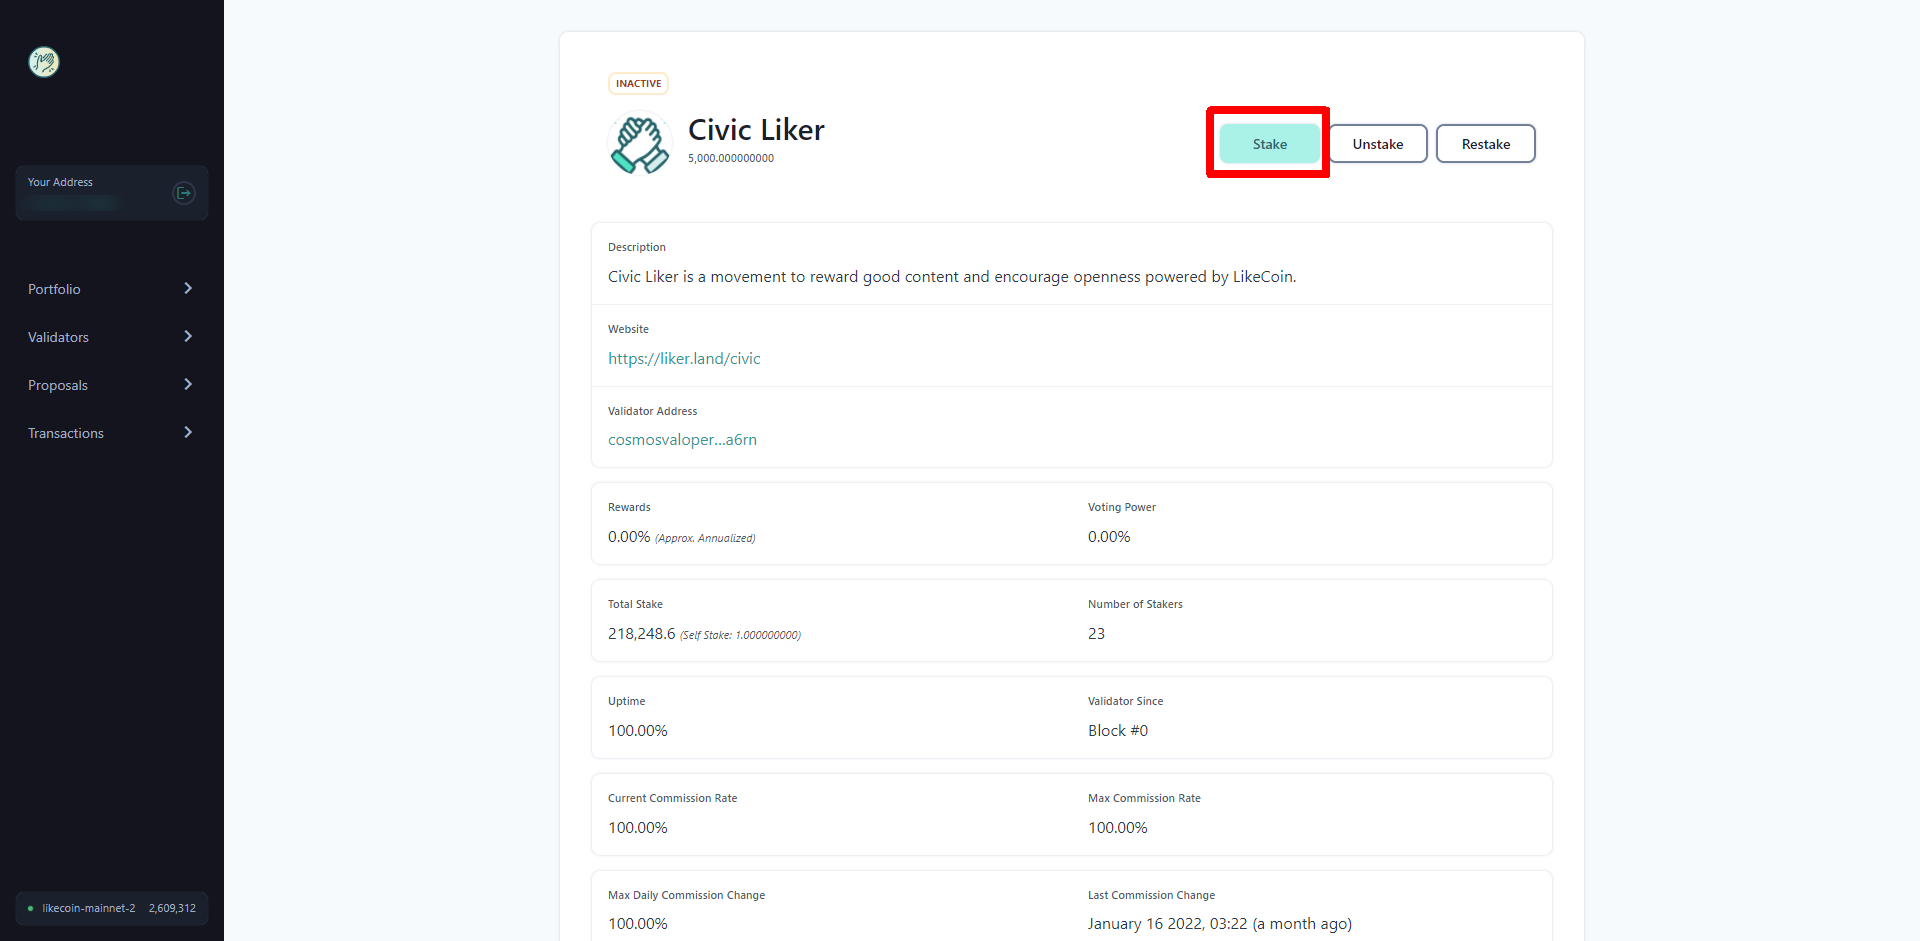 Your Address
Portfolio
Validators
Proposals
Transactions
likecoin-mainnet-2 2,609,312
INACTIVE
Civic Liker
5,000.000000000
Stake Unstake Restake
Description
Civic Liker is a movement to reward good content and encourage openness powered by LikeCoin.
Website
https://liker.land/civic
Validator Address
cosmosvaloper...a6rn
Rewards Voting Power
0.00% (Approx. Annualized) 0.00%
Total Stake Number of Stakers
218,248.6 (Self Stake: 1.000000000) 23
Uptime Validator Since
100.00% Block #0
Current Commission Rate Max Commission Rate
100.00% 100.00%
Max Daily Commission Change Last Commission Change
100.00% January 16 2022, 03:22 (a month ago)